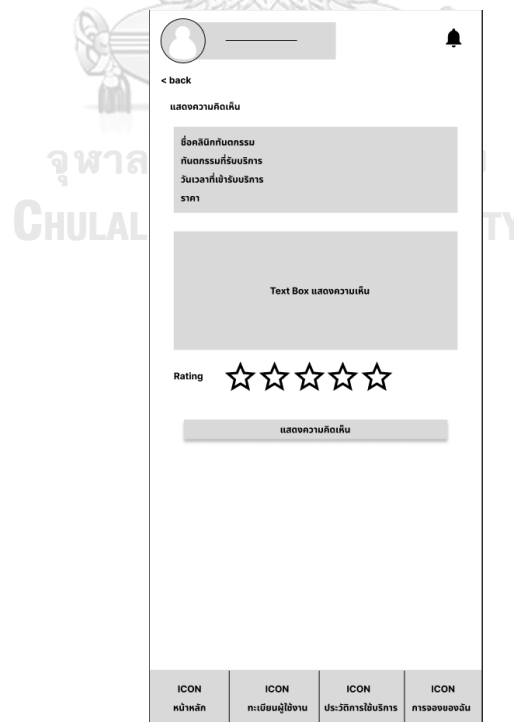 < back
แสดงความคิดเห็น
ชื่อคลินิกทันตกรรม
ทันตกรรมที่รับบริการ
วันเวลาที่เข้ารับบริการ
ราคา
จุฬาล
CHULAL
TY
Text Box แสดงความเห็น
Rating
แสดงความคิดเห็น
ICON ICON ICON ICON
หน้าหลัก ทะเบียนผู้ใช้งาน ประวัติการใช้บริการ การจองของฉัน